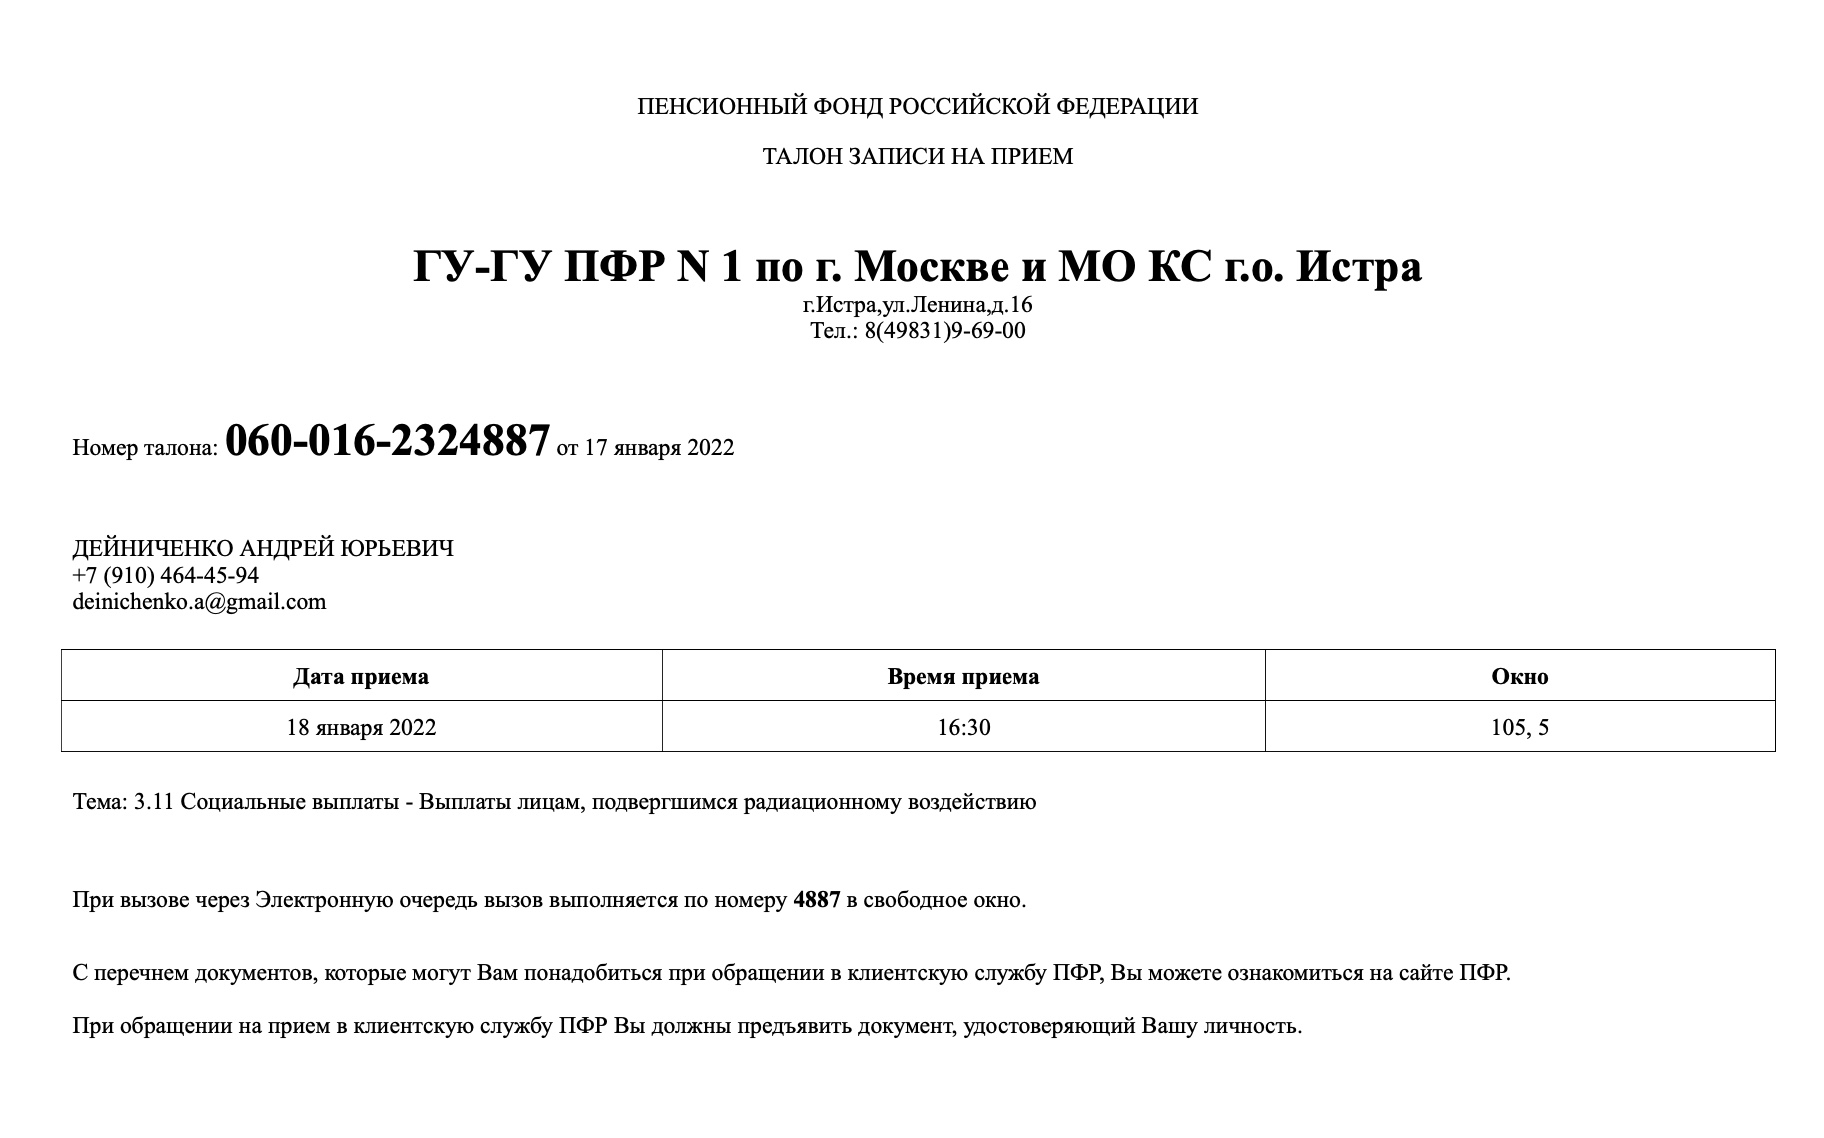 ПЕНСИОННЫЙ ФОНД РОССИЙСКОЙ ФЕДЕРАЦИИ
ТАЛОН ЗАПИСИ НА ПРИЕМ
ГУ-ГУ ПФР N 1 по г. Москве и МО КС г.о. Истра
г.Истра,ул.Ленина,д.16
Тел.: 8(49831)9-69-00
Номер талона: 060-016-2324887 от 17 января 2022
ДЕЙНИЧЕНКО АНДРЕЙ ЮРЬЕВИЧ
+7 (910) 464-45-94
deinichenko.a@gmail.com
Дата приема Время приема Окно
18 января 2022 16:30 105, 5
Тема: 3.11 Социальные выплаты - Выплаты лицам, подвергшимся радиационному воздействию
При вызове через Электронную очередь вызов выполняется по номеру 4887 в свободное окно.
С перечнем документов, которые могут Вам понадобиться при обращении в клиентскую службу ПФР, Вы можете ознакомиться на сайте ПФР.
При обращении на прием в клиентскую службу ПФР Вы должны предъявить документ, удостоверяющий Вашу личность.